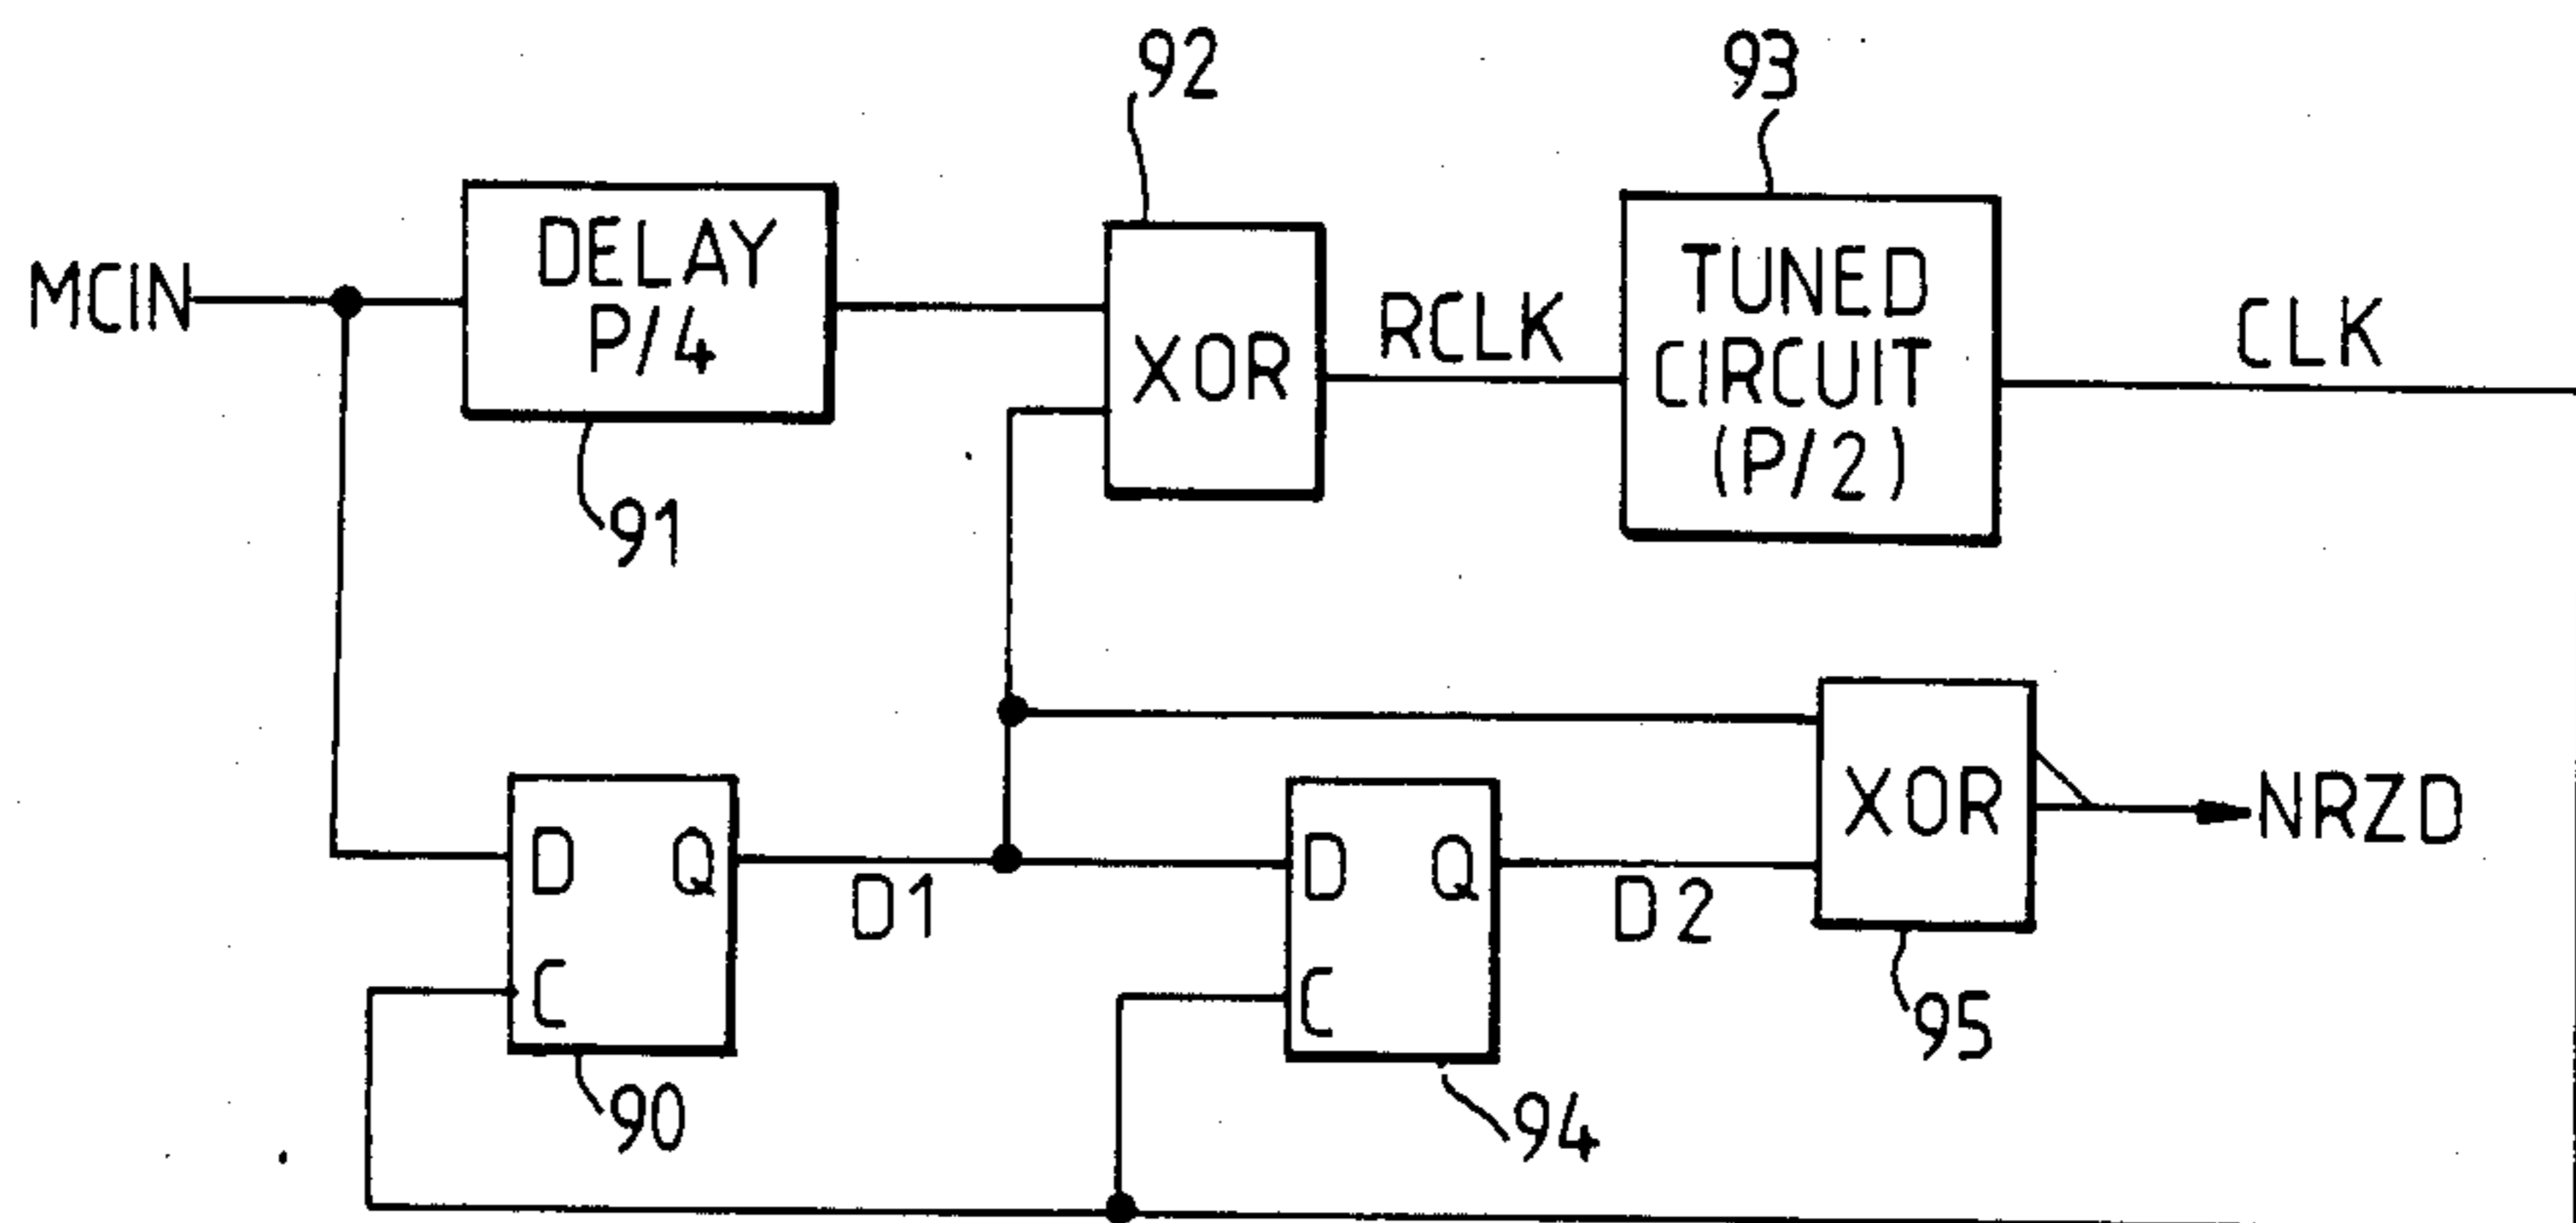 92
93
MCIN
DELAY
P/4
XOR
RCLK
TUNED
CIRCUIT
(P/2)
CLK
91
D Q
C
D1
D Q
C
D2
XOR
NRZD
90
94
95